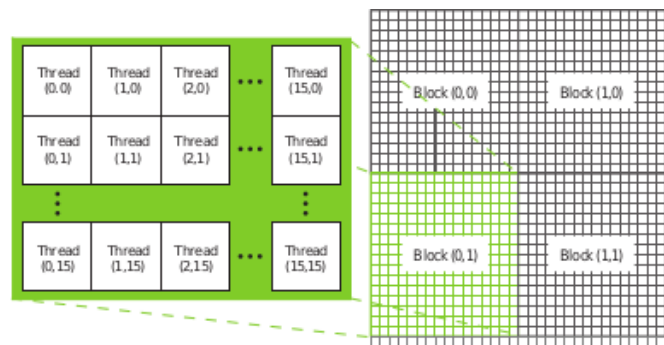 Thread Thread Thread ••• Thread
(0.0) (1,0) (2,0) (15,0)
Thread Thread Thread ••• Thread
(0,1) (1,1) (2,1) (15,1)
Thread Thread Thread ••• Thread
(0,15) (1,15) (2,15) (15,15)
Block (0,0) Block (1,0)
Block (0,1) Block (1,1)